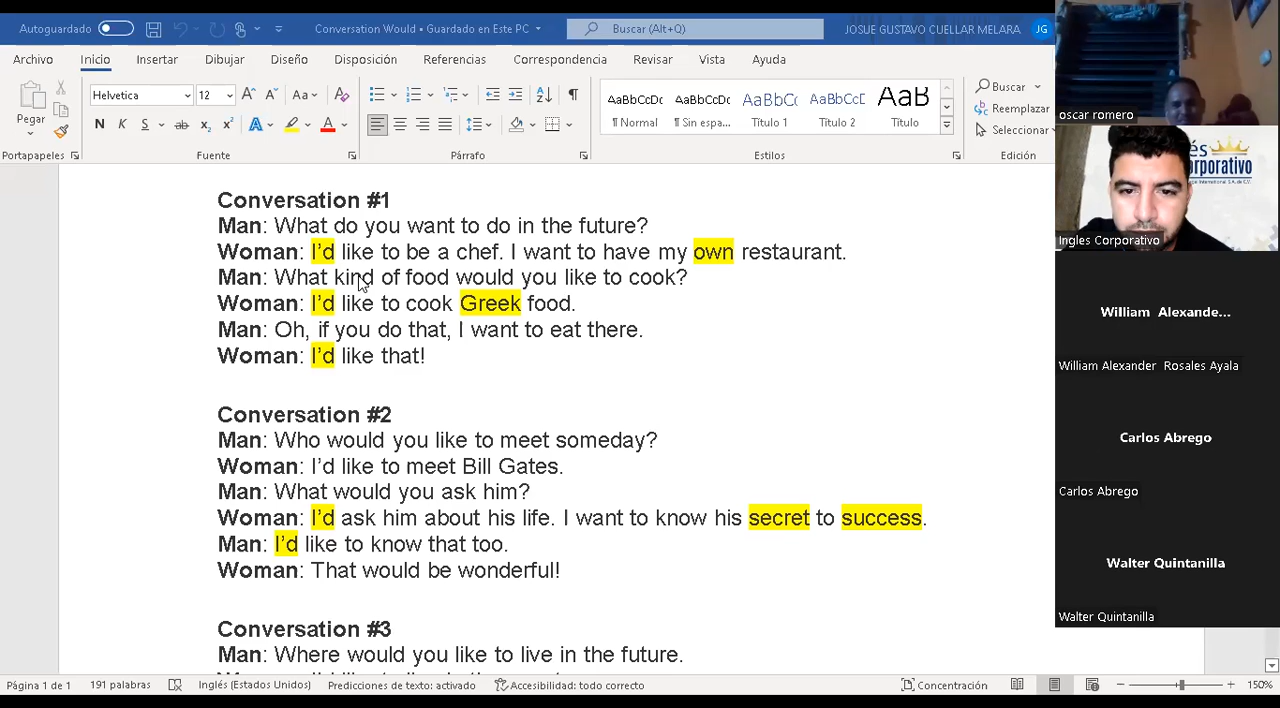 Autoguardado
Conversation Would • Guardado en Este PC
Buscar (Alt+Q)
JOSUE GUSTAVO CUELLAR MELARA
JG
Archivo Inicio Insertar Dibujar Diseño Disposición Referencias Correspondencia Revisar Vista Ayuda
Pegar
Portapapeles
Helvetica 12
Aa
N K S ab x₂ x² A A
Fuente
Párrafo
AaBbCcDc AaBbCcDc AaBbC( AaBbCcE AaB
¶ Normal ¶ Sin espa... Título 1 Título 2 Título
Estilos
Buscar
Reemplazar
Seleccionar
Edición
Conversation #1
Man: What do you want to do in the future?
Woman: I'd like to be a chef. I want to have my own restaurant.
Man: What kind of food would you like to cook?
Woman: I'd like to cook Greek food.
Man: Oh, if you do that, I want to eat there.
Woman: I'd like that!
Conversation #2
Man: Who would you like to meet someday?
Woman: I'd like to meet Bill Gates.
Man: What would you ask him?
Woman: I'd ask him about his life. I want to know his secret to success.
Man: I'd like to know that too.
Woman: That would be wonderful!
Conversation #3
Man: Where would you like to live in the future.
Página 1 de 1 191 palabras Inglés (Estados Unidos) Predicciones de texto: activado Accesibilidad: todo correcto Concentración 150%
oscar romero
és
orporativo
Ingles Corporativo
William Alexande...
William Alexander Rosales Ayala
Carlos Abrego
Carlos Abrego
Walter Quintanilla
Walter Quintanilla